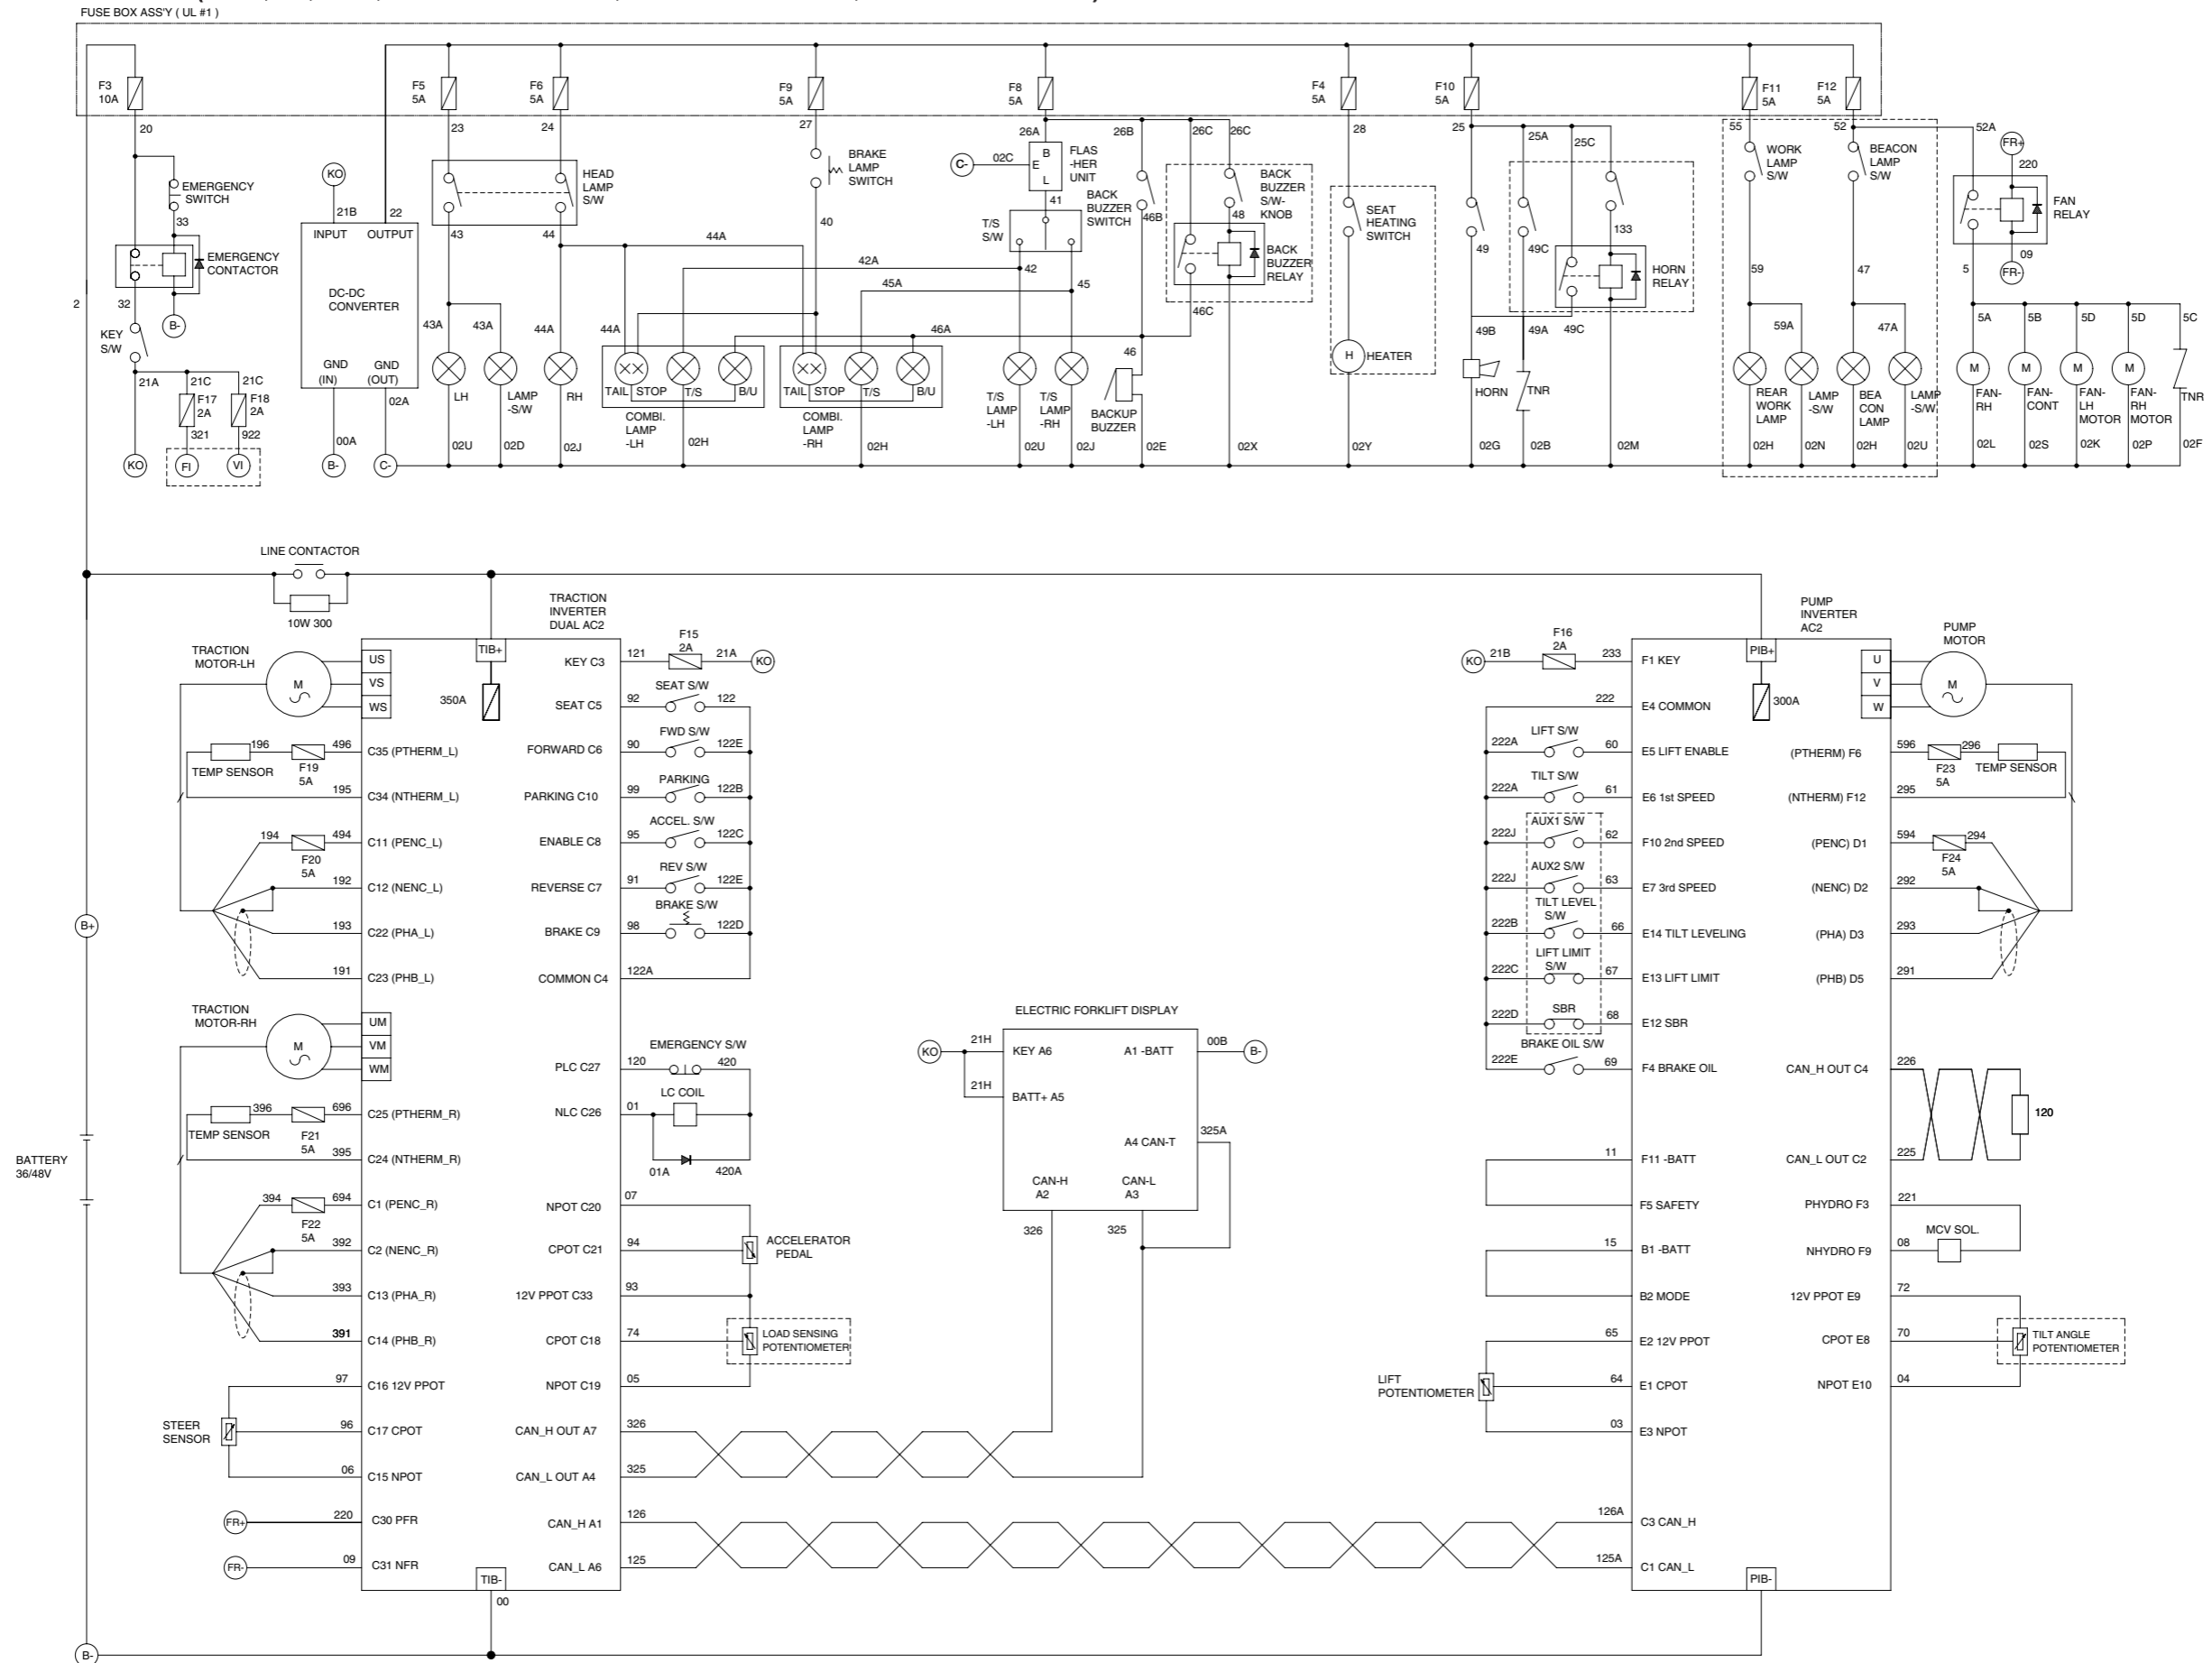 FUSE BOX ASS'Y ( UL #1 )
F3
10A
F5
5A
F6
5A
F9
5A
F8
5A
F4
5A
F10
5A
F11
5A
F12
5A
20
23
24
27
26A
26B
26C
26C
28
25
25A
25C
55
52
52A
FR+
220
EMERGENCY
SWITCH
33
EMERGENCY
CONTACTOR
32
B-
KEY
S/W
21A
21C
21C
F17
2A
F18
2A
321
922
KO
FI
VI
2
KO
21B
22
INPUT
OUTPUT
DC-DC
CONVERTER
GND
(IN)
GND
(OUT)
02A
00A
B-
C-
HEAD
LAMP
S/W
43
44
44A
43A
43A
44A
44A
LH
LAMP
-S/W
RH
02U
02D
02J
BRAKE
LAMP
SWITCH
40
42A
45A
46A
TAIL
STOP
T/S
B/U
COMBI.
LAMP
-LH
02H
TAIL
STOP
T/S
B/U
COMBI.
LAMP
-RH
02H
C-
02C
B
E
L
FLAS
-HER
UNIT
41
T/S
S/W
42
45
T/S
LAMP
-LH
T/S
LAMP
-RH
02U
02J
BACK
BUZZER
SWITCH
46B
46
BACKUP
BUZZER
02E
BACK
BUZZER
S/W-
KNOB
48
BACK
BUZZER
RELAY
46C
02X
SEAT
HEATING
SWITCH
H
HEATER
02Y
49
49C
133
HORN
RELAY
49B
49A
49C
HORN
TNR
02G
02B
02M
WORK
LAMP
S/W
BEACON
LAMP
S/W
59
47
59A
47A
REAR
WORK
LAMP
LAMP
-S/W
BEA
CON
LAMP
LAMP
-S/W
02H
02N
02H
02U
FAN
RELAY
09
FR-
5
5A
5B
5D
5D
5C
M
M
M
M
FAN-
RH
FAN-
CONT
FAN-
LH
MOTOR
FAN-
RH
MOTOR
TNR
02L
02S
02K
02P
02F
LINE CONTACTOR
10W 300
TRACTION
INVERTER
DUAL AC2
TIB+
350A
TRACTION
MOTOR-LH
M
US
VS
WS
196
496
C35 (PTHERM_L)
TEMP SENSOR
F19
5A
195
C34 (NTHERM_L)
194
494
C11 (PENC_L)
F20
5A
192
C12 (NENC_L)
193
C22 (PHA_L)
191
C23 (PHB_L)
TRACTION
MOTOR-RH
M
UM
VM
WM
396
696
C25 (PTHERM_R)
TEMP SENSOR
F21
5A
395
C24 (NTHERM_R)
394
694
C1 (PENC_R)
F22
5A
392
C2 (NENC_R)
393
C13 (PHA_R)
391
C14 (PHB_R)
97
C16 12V PPOT
STEER
SENSOR
96
C17 CPOT
06
C15 NPOT
FR+
220
C30 PFR
FR-
09
C31 NFR
TIB-
00
B+
BATTERY
36/48V
B-
KEY C3
121
F15
2A
21A
KO
SEAT C5
92
SEAT S/W
122
FORWARD C6
90
FWD S/W
122E
PARKING C10
99
PARKING
122B
ENABLE C8
95
ACCEL. S/W
122C
REVERSE C7
91
REV S/W
122E
BRAKE C9
98
BRAKE S/W
122D
COMMON C4
122A
PLC C27
120
EMERGENCY S/W
420
NLC C26
01
LC COIL
01A
420A
NPOT C20
07
CPOT C21
94
ACCELERATOR
PEDAL
12V PPOT C33
93
CPOT C18
74
LOAD SENSING
POTENTIOMETER
NPOT C19
05
CAN_H OUT A7
326
CAN_L OUT A4
325
CAN_H A1
126
CAN_L A6
125
ELECTRIC FORKLIFT DISPLAY
KO
21H
KEY A6
A1 -BATT
00B
B-
21H
BATT+ A5
A4 CAN-T
325A
CAN-H
A2
CAN-L
A3
326
325
PUMP
INVERTER
AC2
PIB+
300A
PUMP
MOTOR
U
V
W
M
KO
21B
F16
2A
233
F1 KEY
222
E4 COMMON
222A
LIFT S/W
60
E5 LIFT ENABLE
222A
TILT S/W
61
E6 1st SPEED
222J
AUX1 S/W
62
F10 2nd SPEED
222J
AUX2 S/W
63
E7 3rd SPEED
222B
TILT LEVEL
S/W
66
E14 TILT LEVELING
222C
LIFT LIMIT
S/W
67
E13 LIFT LIMIT
222D
SBR
68
E12 SBR
222E
BRAKE OIL S/W
69
F4 BRAKE OIL
11
F11 -BATT
F5 SAFETY
15
B1 -BATT
B2 MODE
65
E2 12V PPOT
LIFT
POTENTIOMETER
64
E1 CPOT
03
E3 NPOT
126A
C3 CAN_H
125A
C1 CAN_L
PIB-
(PTHERM) F6
596
296
F23
5A
TEMP SENSOR
(NTHERM) F12
295
(PENC) D1
594
294
F24
5A
(NENC) D2
292
(PHA) D3
293
(PHB) D5
291
CAN_H OUT C4
226
120
CAN_L OUT C2
225
PHYDRO F3
221
MCV SOL.
NHYDRO F9
08
12V PPOT E9
72
CPOT E8
70
TILT ANGLE
POTENTIOMETER
NPOT E10
04